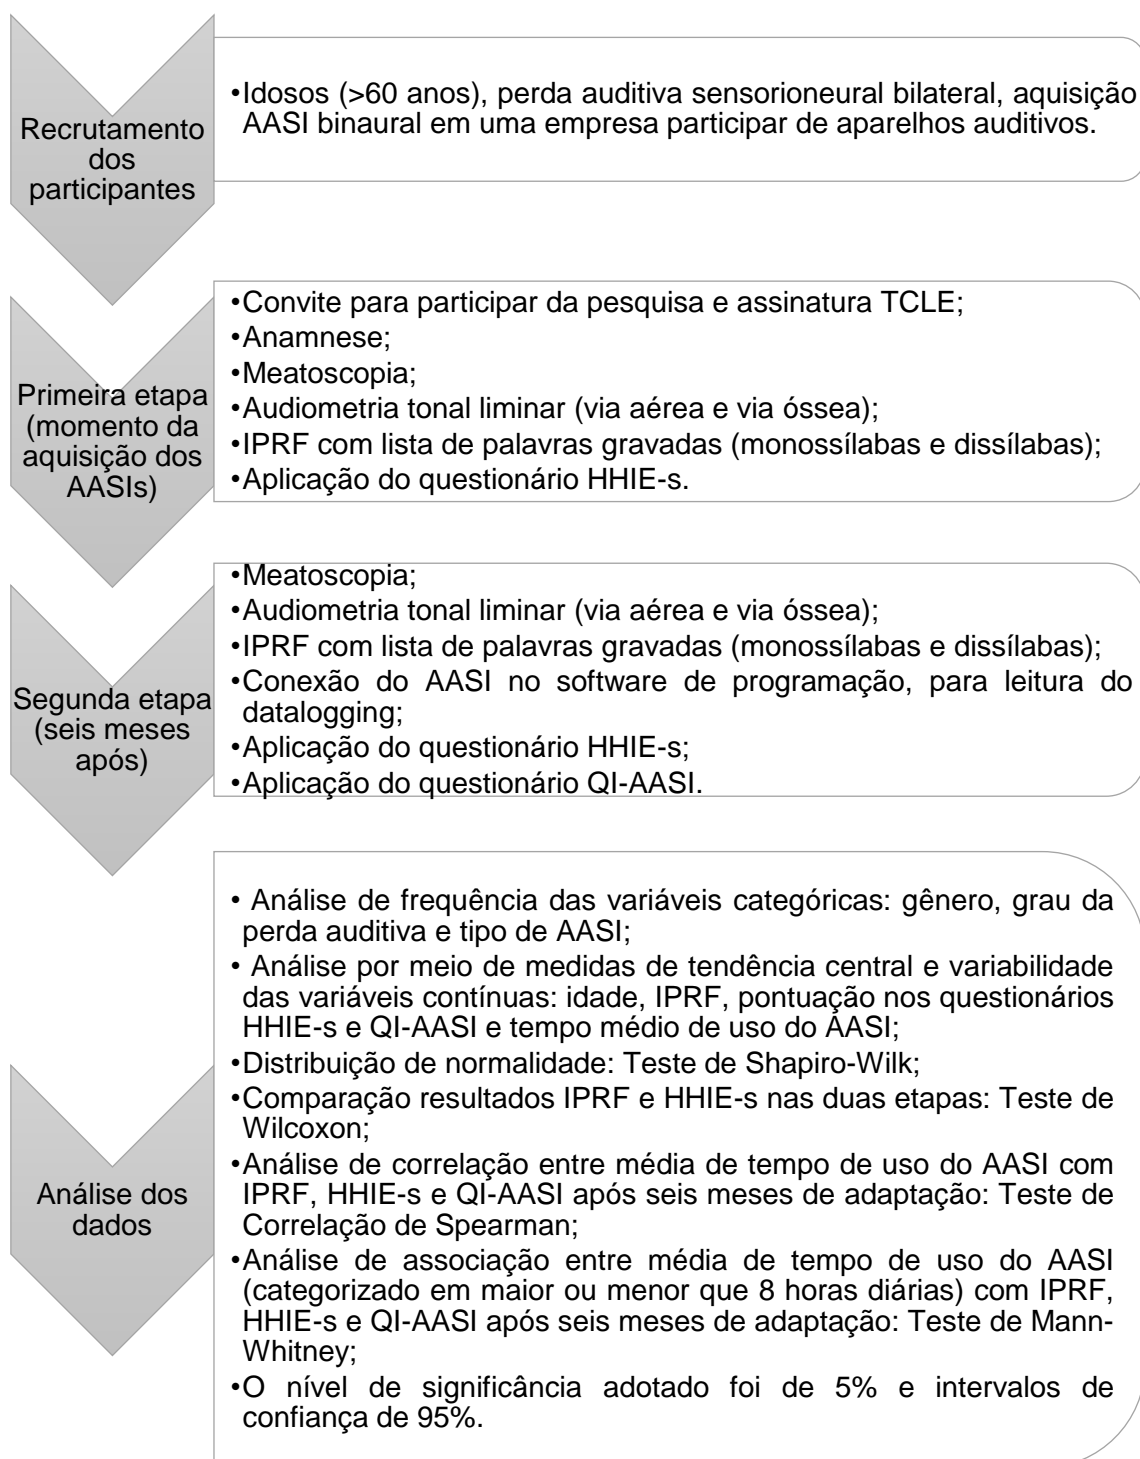 Recrutamento
dos
participantes
•Idosos (>60 anos), perda auditiva sensorioneural bilateral, aquisição
AASI binaural em uma empresa participar de aparelhos auditivos.
Primeira etapa
(momento da
aquisição dos
AASIs)
•Convite para participar da pesquisa e assinatura TCLE;
•Anamnese;
•Meatoscopia;
•Audiometria tonal liminar (via aérea e via óssea);
•IPRF com lista de palavras gravadas (monossílabas e dissílabas);
•Aplicação do questionário HHIE-s.
Segunda etapa
(seis meses
após)
•Meatoscopia;
•Audiometria tonal liminar (via aérea e via óssea);
•IPRF com lista de palavras gravadas (monossílabas e dissílabas);
•Conexão do AASI no software de programação, para leitura do
datalogging;
•Aplicação do questionário HHIE-s;
•Aplicação do questionário QI-AASI.
Análise dos
dados
• Análise de frequência das variáveis categóricas: gênero, grau da
perda auditiva e tipo de AASI;
• Análise por meio de medidas de tendência central e variabilidade
das variáveis contínuas: idade, IPRF, pontuação nos questionários
HHIE-s e QI-AASI e tempo médio de uso do AASI;
•Distribuição de normalidade: Teste de Shapiro-Wilk;
•Comparação resultados IPRF e HHIE-s nas duas etapas: Teste de
Wilcoxon;
•Análise de correlação entre média de tempo de uso do AASI com
IPRF, HHIE-s e QI-AASI após seis meses de adaptação: Teste de
Correlação de Spearman;
•Análise de associação entre média de tempo de uso do AASI
(categorizado em maior ou menor que 8 horas diárias) com IPRF,
HHIE-s e QI-AASI após seis meses de adaptação: Teste de Mann-
Whitney;
•O nível de significância adotado foi de 5% e intervalos de
confiança de 95%.